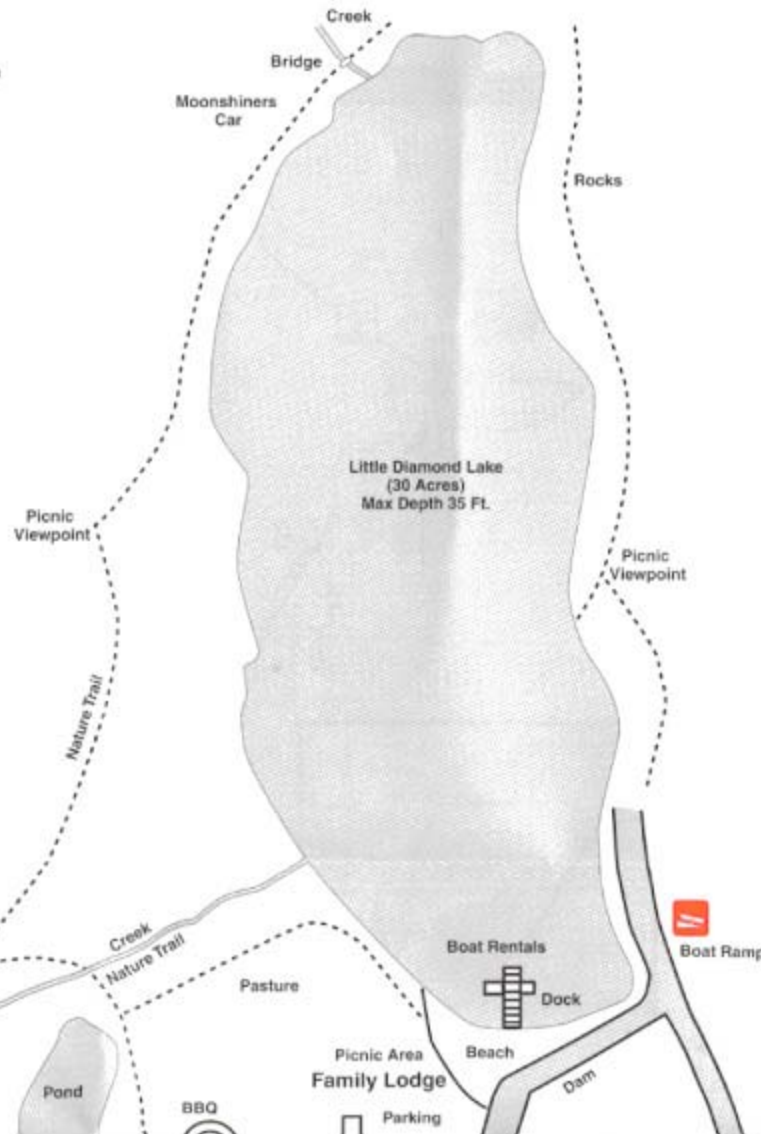 Creek
Bridge
Moonshiners
Car
Rocks
Little Diamond Lake
(30 Acres)
Max Depth 35 Ft.
Picnic
Viewpoint
Picnic
Viewpoint
Nature Trail
Creek
Nature Trail
Boat Rentals
Boat Ramp
Pasture
Dock
Picnic Area
Beach
Family Lodge
Dam
Pond
BBQ
Parking